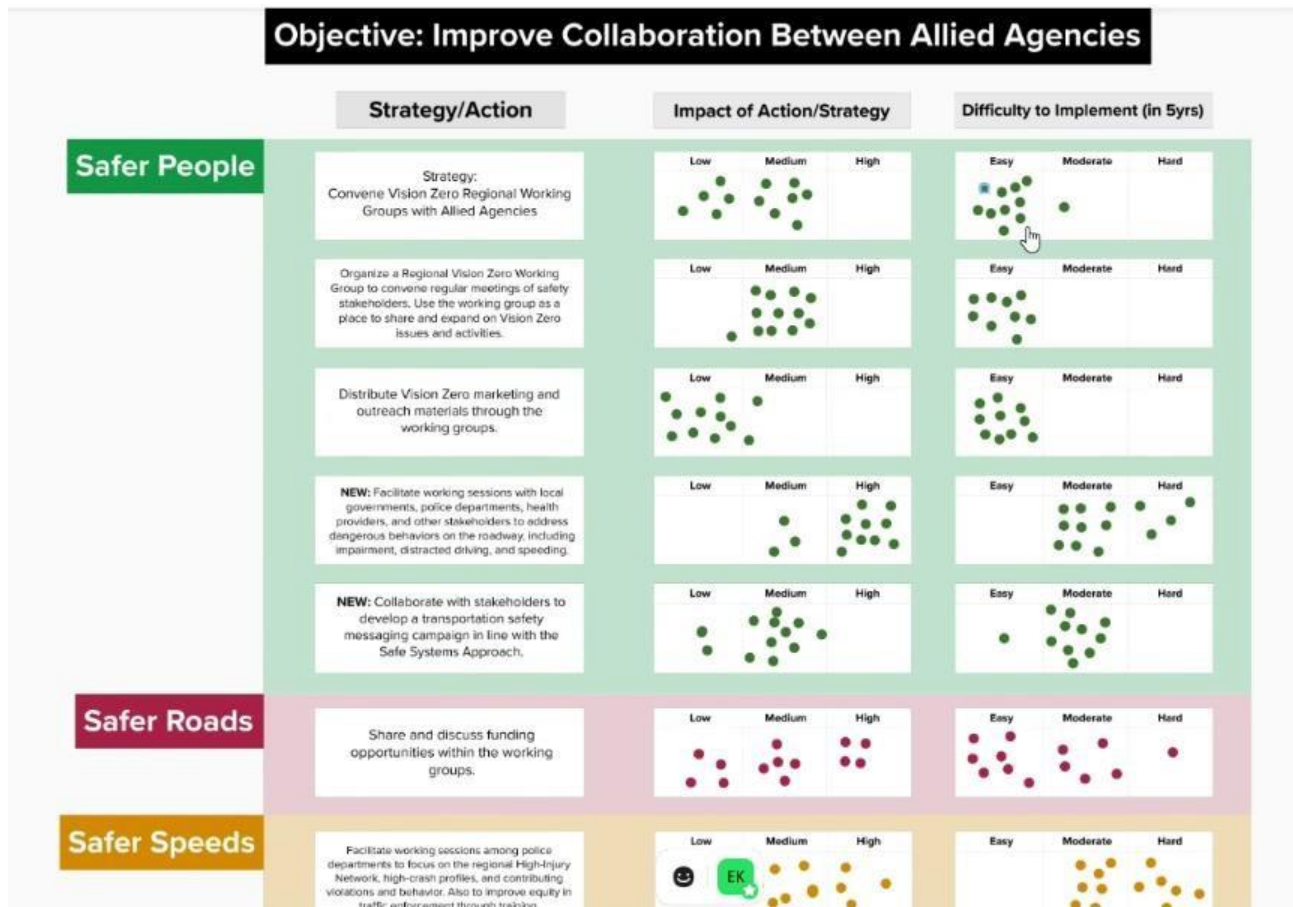 Objective: Improve Collaboration Between Allied Agencies
Strategy/Action
Impact of Action/Strategy
Difficulty to Implement (in 5yrs)
Safer People
Strategy:
Convene Vision Zero Regional Working
Groups with Allied Agencies
Low Medium High
Easy Moderate Hard
Organize a Regional Vision Zero Working
Group to convene regular meetings of safety
stakeholders. Use the working group as a
place to share and expand on Vision Zero
issues and activities.
Low Medium High
Easy Moderate Hard
Distribute Vision Zero marketing and
outreach materials through the
working groups.
Low Medium High
Easy Moderate Hard
NEW: Facilitate working sessions with local
governments, police departments, health
providers, and other stakeholders to address
dangerous behaviors on the roadway, including
impairment, distracted driving, and speeding.
Low Medium High
Easy Moderate Hard
NEW: Collaborate with stakeholders to
develop a transportation safety
messaging campaign in line with the
Safe Systems Approach.
Low Medium High
Easy Moderate Hard
Safer Roads
Share and discuss funding
opportunities within the working
groups.
Low Medium High
Easy Moderate Hard
Safer Speeds
Facilitate working sessions among police
departments to focus on the regional High-Injury
Network, high-crash profiles, and contributing
violations and behavior. Also to improve equity in
traffic enforcement through training
Low Medium High
EK
Easy Moderate Hard